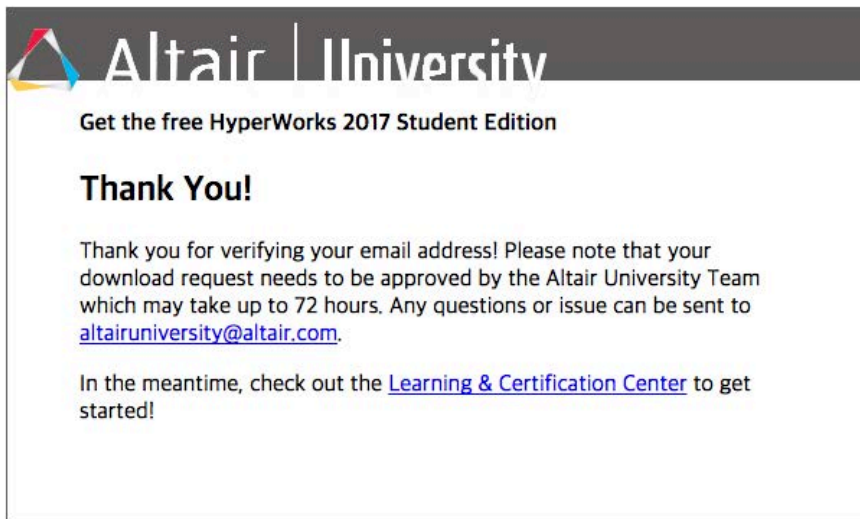 Altair | University
Get the free HyperWorks 2017 Student Edition
Thank You!
Thank you for verifying your email address! Please note that your
download request needs to be approved by the Altair University Team
which may take up to 72 hours. Any questions or issue can be sent to
altairuniversity@altair.com.
In the meantime, check out the Learning & Certification Center to get
started!